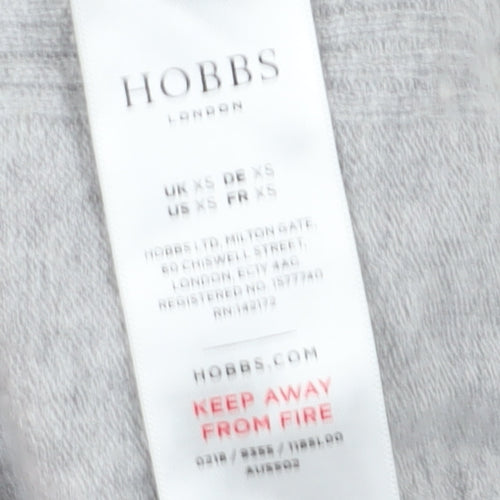 HOBBS
LONDON
UK XS DE XS
US XS FR XS
HOBBS LTD, MILTON GATE,
60 CHISWELL STREET,
LONDON, EC1Y 4AG
REGISTERED NO. 1577740
RN:142172
HOBBS.COM
KEEP AWAY
FROM FIRE